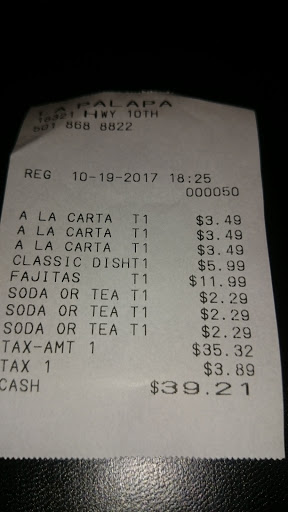 LA PALAPA
HWY 10TH
501 868 8822
REG 10-19-2017 18:25
000050
A LA CARTA T1 $3.49
A LA CARTA T1 $3.49
A LA CARTA T1 $3.49
CLASSIC DISHT1 $5.99
FAJITAS T1 $11.99
SODA OR TEA T1 $2.29
SODA OR TEA T1 $2.29
SODA OR TEA T1 $2.29
TAX-AMT 1 $35.32
TAX 1 $3.89
CASH $39.21